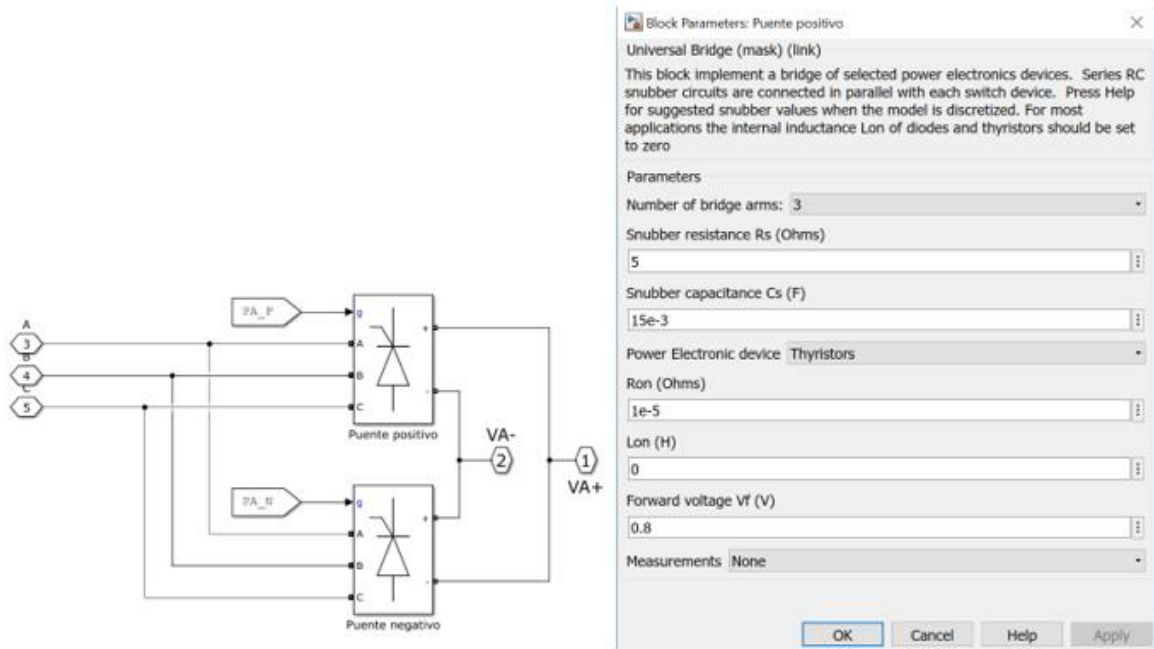 PA_P
g
A
B
C
+
-
Puente positivo
A
3
B
4
C
5
VA-
2
1
VA+
PA_N
g
A
B
C
+
-
Puente negativo
Block Parameters: Puente positivo
Universal Bridge (mask) (link)
This block implement a bridge of selected power electronics devices. Series RC
snubber circuits are connected in parallel with each switch device. Press Help
for suggested snubber values when the model is discretized. For most
applications the internal inductance Lon of diodes and thyristors should be set
to zero
Parameters
Number of bridge arms: 3
Snubber resistance Rs (Ohms)
5
Snubber capacitance Cs (F)
15e-3
Power Electronic device Thyristors
Ron (Ohms)
1e-5
Lon (H)
0
Forward voltage Vf (V)
0.8
Measurements None
OK Cancel Help Apply